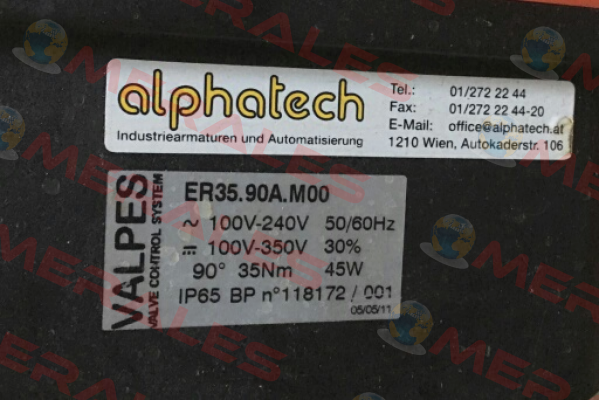 alphatech
Industriearmaturen und Automatisierung
Tel.: 01/272 22 44
Fax: 01/272 22 44-20
E-Mail: office@alphatech.at
1210 Wien, Autokaderstr. 106
VALPES
VALVE CONTROL SYSTEM
ER35.90A.M00
~ 100V-240V 50/60Hz
⎓ 100V-350V 30%
90° 35Nm 45W
IP65 BP n°118172 / 001
05/05/11
MERALES